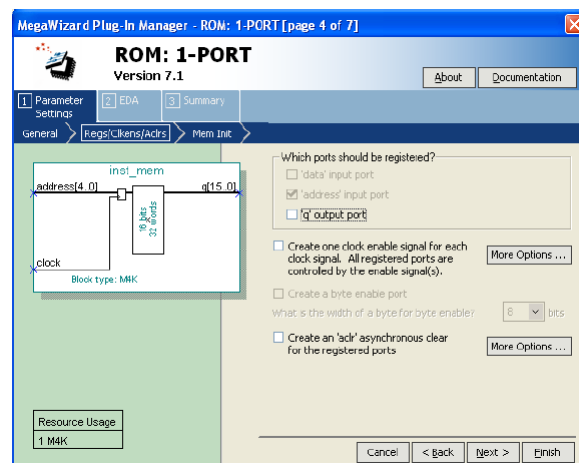 MegaWizard Plug-In Manager - ROM: 1-PORT [page 4 of 7]
ROM: 1-PORT
Version 7.1
About
Documentation
1 Parameter Settings
2 EDA
3 Summary
General
Regs/Clkens/Aclrs
Mem Init
inst_mem
address[4..0]
q[15..0]
16 bits
32 words
clock
Block type: M4K
Which ports should be registered?
'data' input port
'address' input port
'q' output port
Create one clock enable signal for each
clock signal. All registered ports are
controlled by the enable signal(s).
More Options ...
Create a byte enable port
What is the width of a byte for byte enable?
8
bits
Create an 'aclr' asynchronous clear
for the registered ports
More Options ...
Resource Usage
1 M4K
Cancel
< Back
Next >
Finish